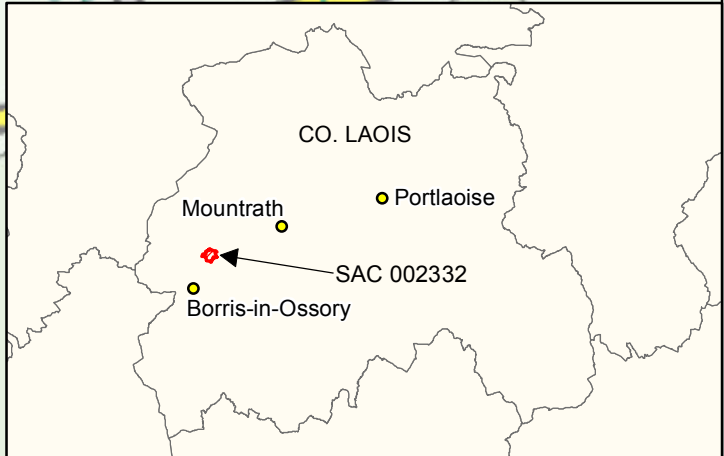 CO. LAOIS
Portlaoise
Mountrath
SAC 002332
Borris-in-Ossory